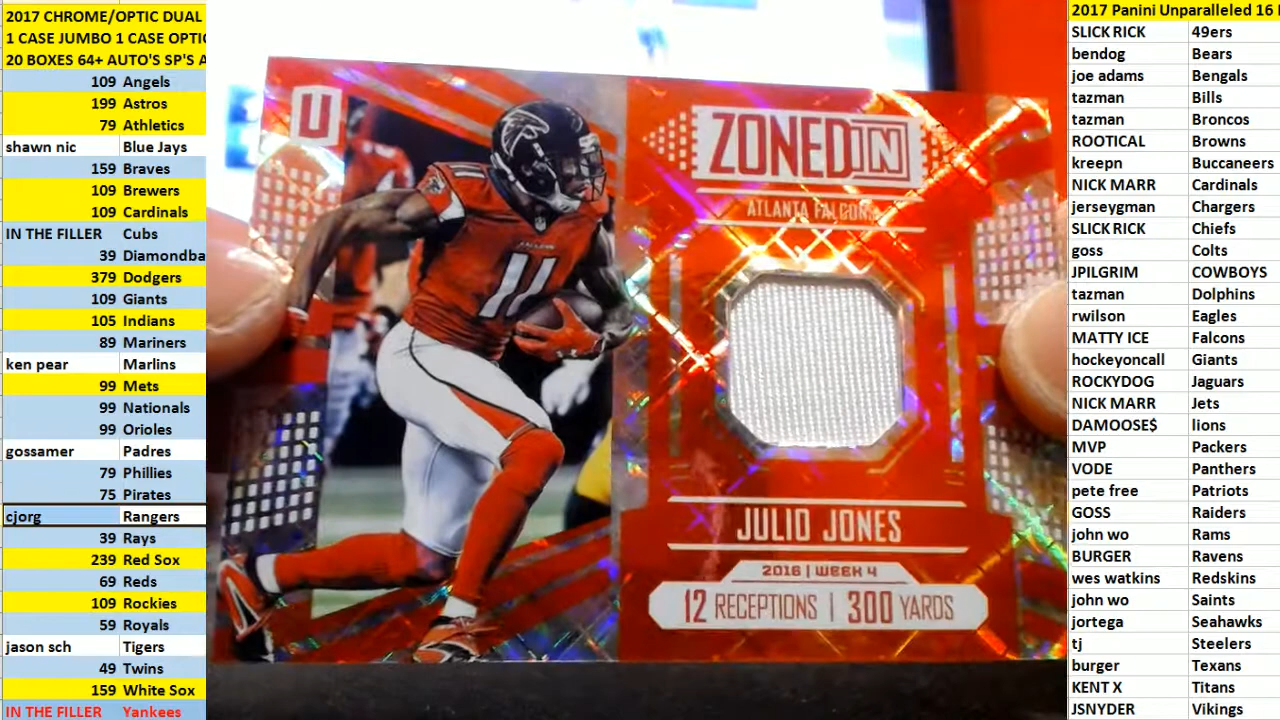 2017 CHROME/OPTIC DUAL
1 CASE JUMBO 1 CASE OPTIC
20 BOXES 64+ AUTO'S SP'S A
109 Angels
199 Astros
79 Athletics
shawn nic Blue Jays
159 Braves
109 Brewers
109 Cardinals
IN THE FILLER Cubs
39 Diamondba
379 Dodgers
109 Giants
105 Indians
89 Mariners
ken pear Marlins
99 Mets
99 Nationals
99 Orioles
gossamer Padres
79 Phillies
75 Pirates
cjorg Rangers
39 Rays
239 Red Sox
69 Reds
109 Rockies
59 Royals
jason sch Tigers
49 Twins
159 White Sox
IN THE FILLER Yankees
U
11
11
ZONED IN
ATLANTA FALCONS
JULIO JONES
2016 | WEEK 4
12 RECEPTIONS | 300 YARDS
2017 Panini Unparalleled 16
SLICK RICK 49ers
bendog Bears
joe adams Bengals
tazman Bills
tazman Broncos
ROOTICAL Browns
kreepn Buccaneers
NICK MARR Cardinals
jerseygman Chargers
SLICK RICK Chiefs
goss Colts
JPILGRIM COWBOYS
tazman Dolphins
rwilson Eagles
MATTY ICE Falcons
hockeyoncall Giants
ROCKYDOG Jaguars
NICK MARR Jets
DAMOOSE$ lions
MVP Packers
VODE Panthers
pete free Patriots
GOSS Raiders
john wo Rams
BURGER Ravens
wes watkins Redskins
john wo Saints
jortega Seahawks
tj Steelers
burger Texans
KENT X Titans
JSNYDER Vikings